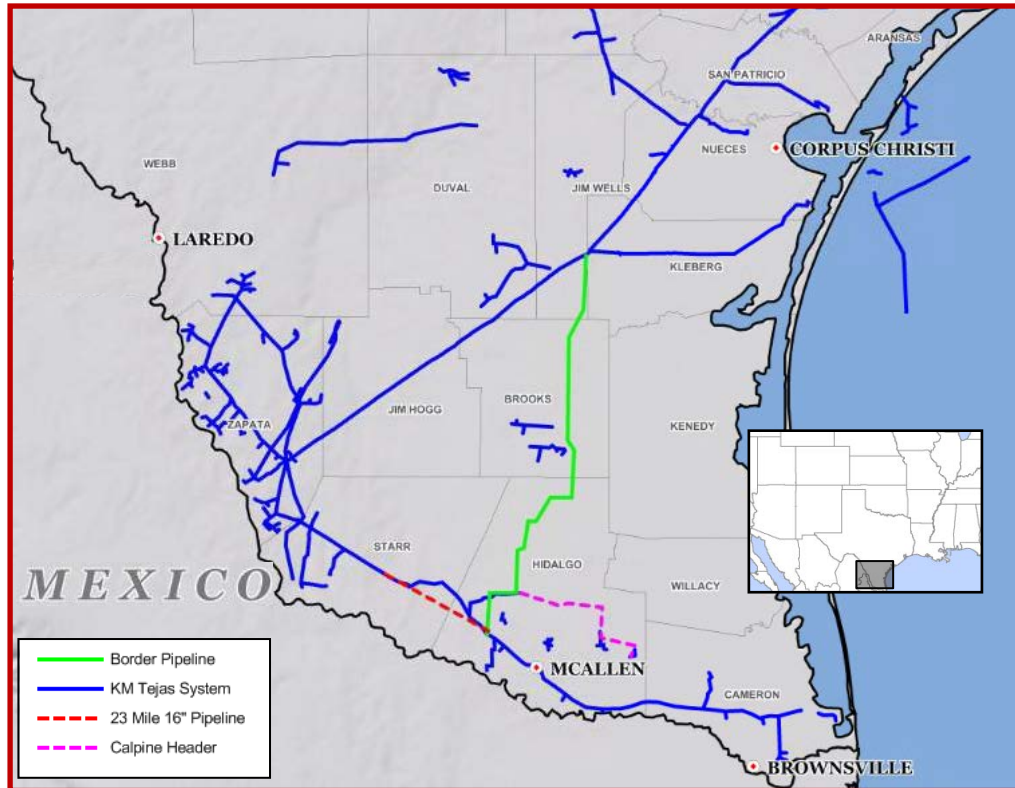 ARANSAS
SAN PATRICIO
NUECES
CORPUS CHRISTI
WEBB
DUVAL
JIM WELLS
LAREDO
KLEBERG
BROOKS
JIM HOGG
ZAPATA
KENEDY
STARR
HIDALGO
WILLACY
MEXICO
MCALLEN
CAMERON
BROWNSVILLE
Border Pipeline
KM Tejas System
23 Mile 16" Pipeline
Calpine Header